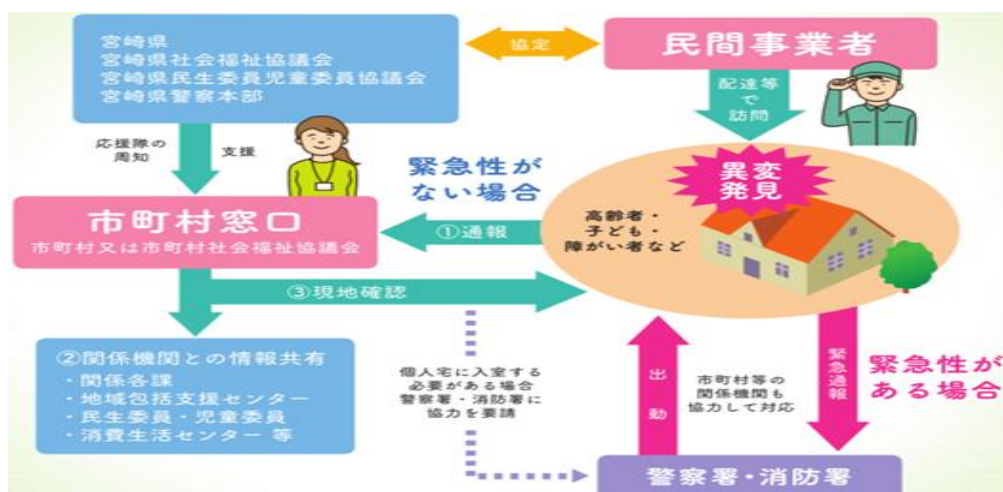 宮崎県
宮崎県社会福祉協議会
宮崎県民生委員児童委員協議会
宮崎県警察本部
協定
民間事業者
配達等
で
訪問
応援隊の
周知
支援
緊急性が
ない場合
異変
発見
高齢者・
子ども・
障がい者など
市町村窓口
市町村又は市町村社会福祉協議会
①通報
③現地確認
②関係機関との情報共有
・関係各課
・地域包括支援センター
・民生委員・児童委員
・消費生活センター 等
個人宅に入室する
必要がある場合
警察署・消防署に
協力を要請
出動
市町村等の
関係機関も
協力して対応
緊急通報
緊急性が
ある場合
警察署・消防署